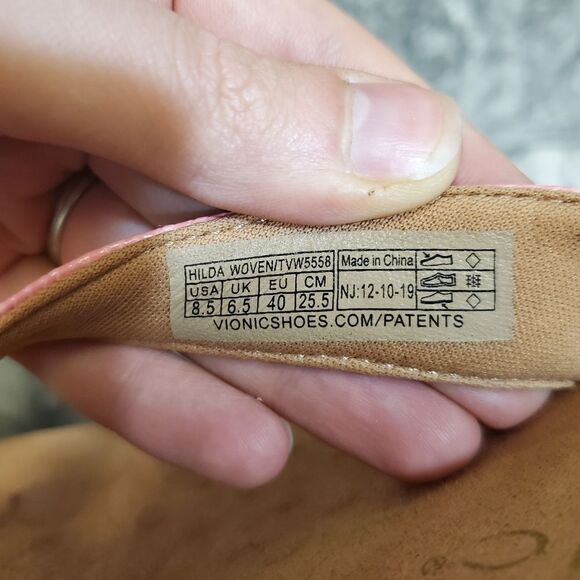 HILDA WOVEN/TVW5558
USA UK EU CM
8.5 6.5 40 25.5
Made in China
NJ:12-10-19
VIONICSHOES.COM/PATENTS